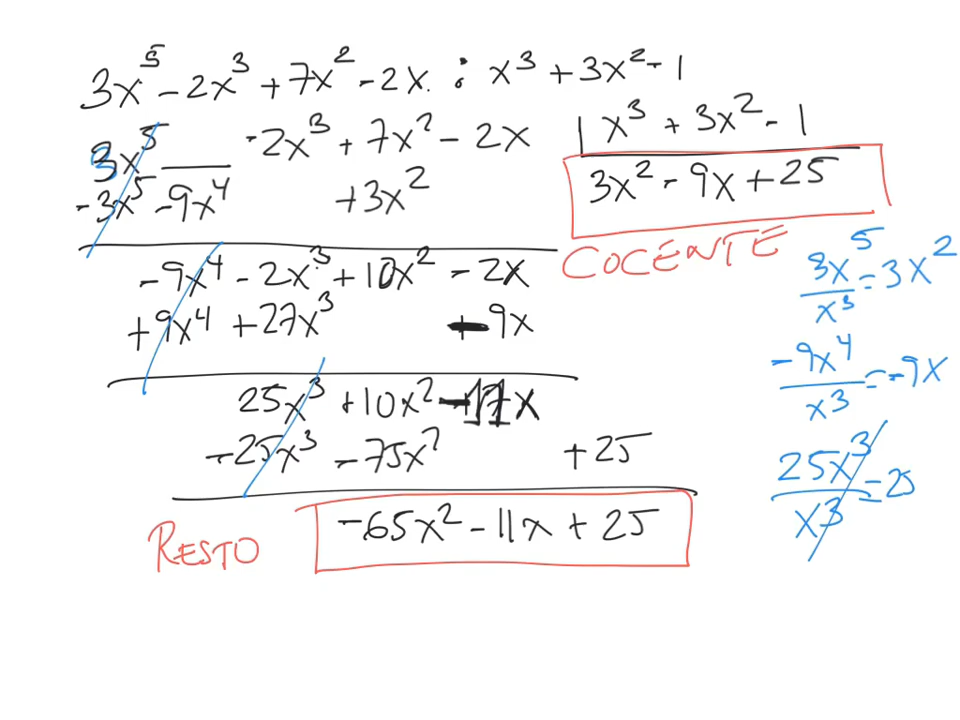 3x⁵ - 2x³ + 7x² - 2x : x³ + 3x² - 1
3x⁵ __ - 2x³ + 7x² - 2x | x³ + 3x² - 1
- 3x⁵ - 9x⁴ + 3x² 3x² - 9x + 25
COCENTE
- 9x⁴ - 2x³ + 10x² - 2x
+ 9x⁴ + 27x³ - 9x
25x³ + 10x² - 11x
- 25x³ - 75x² + 25
RESTO - 65x² - 11x + 25
3x⁵/x³ = 3x²
-9x⁴/x³ = -9x
25x³/x³ = 25